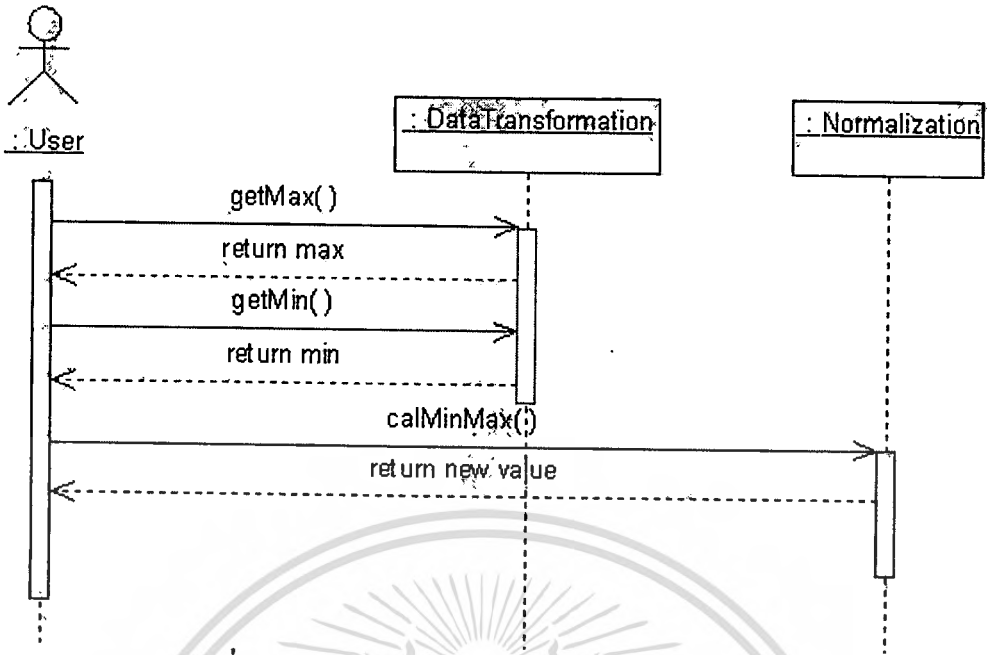 : User
: DataTransformation
: Normalization
getMax( )
return max
getMin( )
return min
calMinMax()
return new value